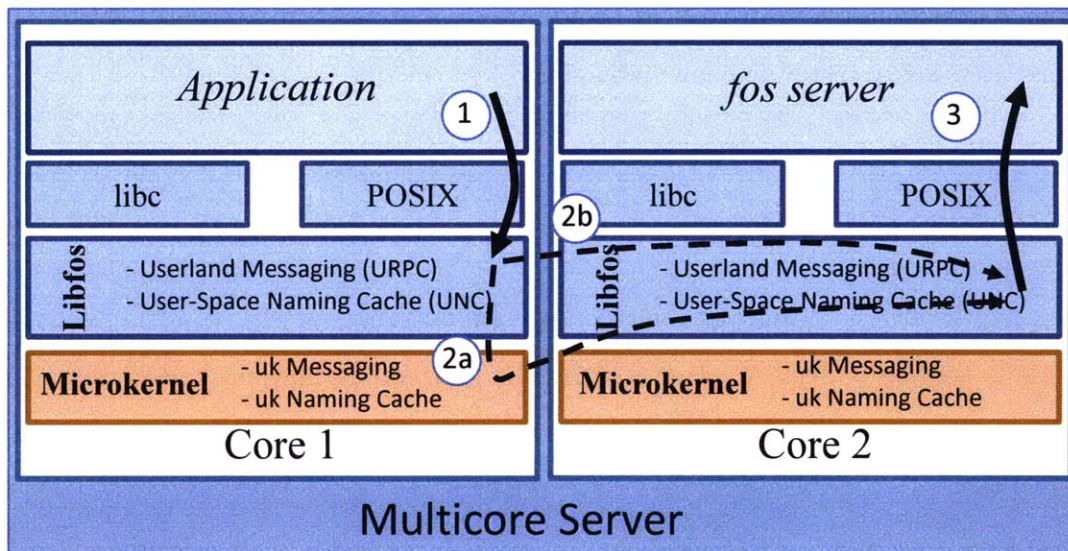 Application
1
libc
POSIX
Libfos
- Userland Messaging (URPC)
- User-Space Naming Cache (UNC)
2a
Microkernel
- uk Messaging
- uk Naming Cache
Core 1
fos server
3
2b
libc
POSIX
Libfos
- Userland Messaging (URPC)
- User-Space Naming Cache (UNC)
Microkernel
- uk Messaging
- uk Naming Cache
Core 2
Multicore Server